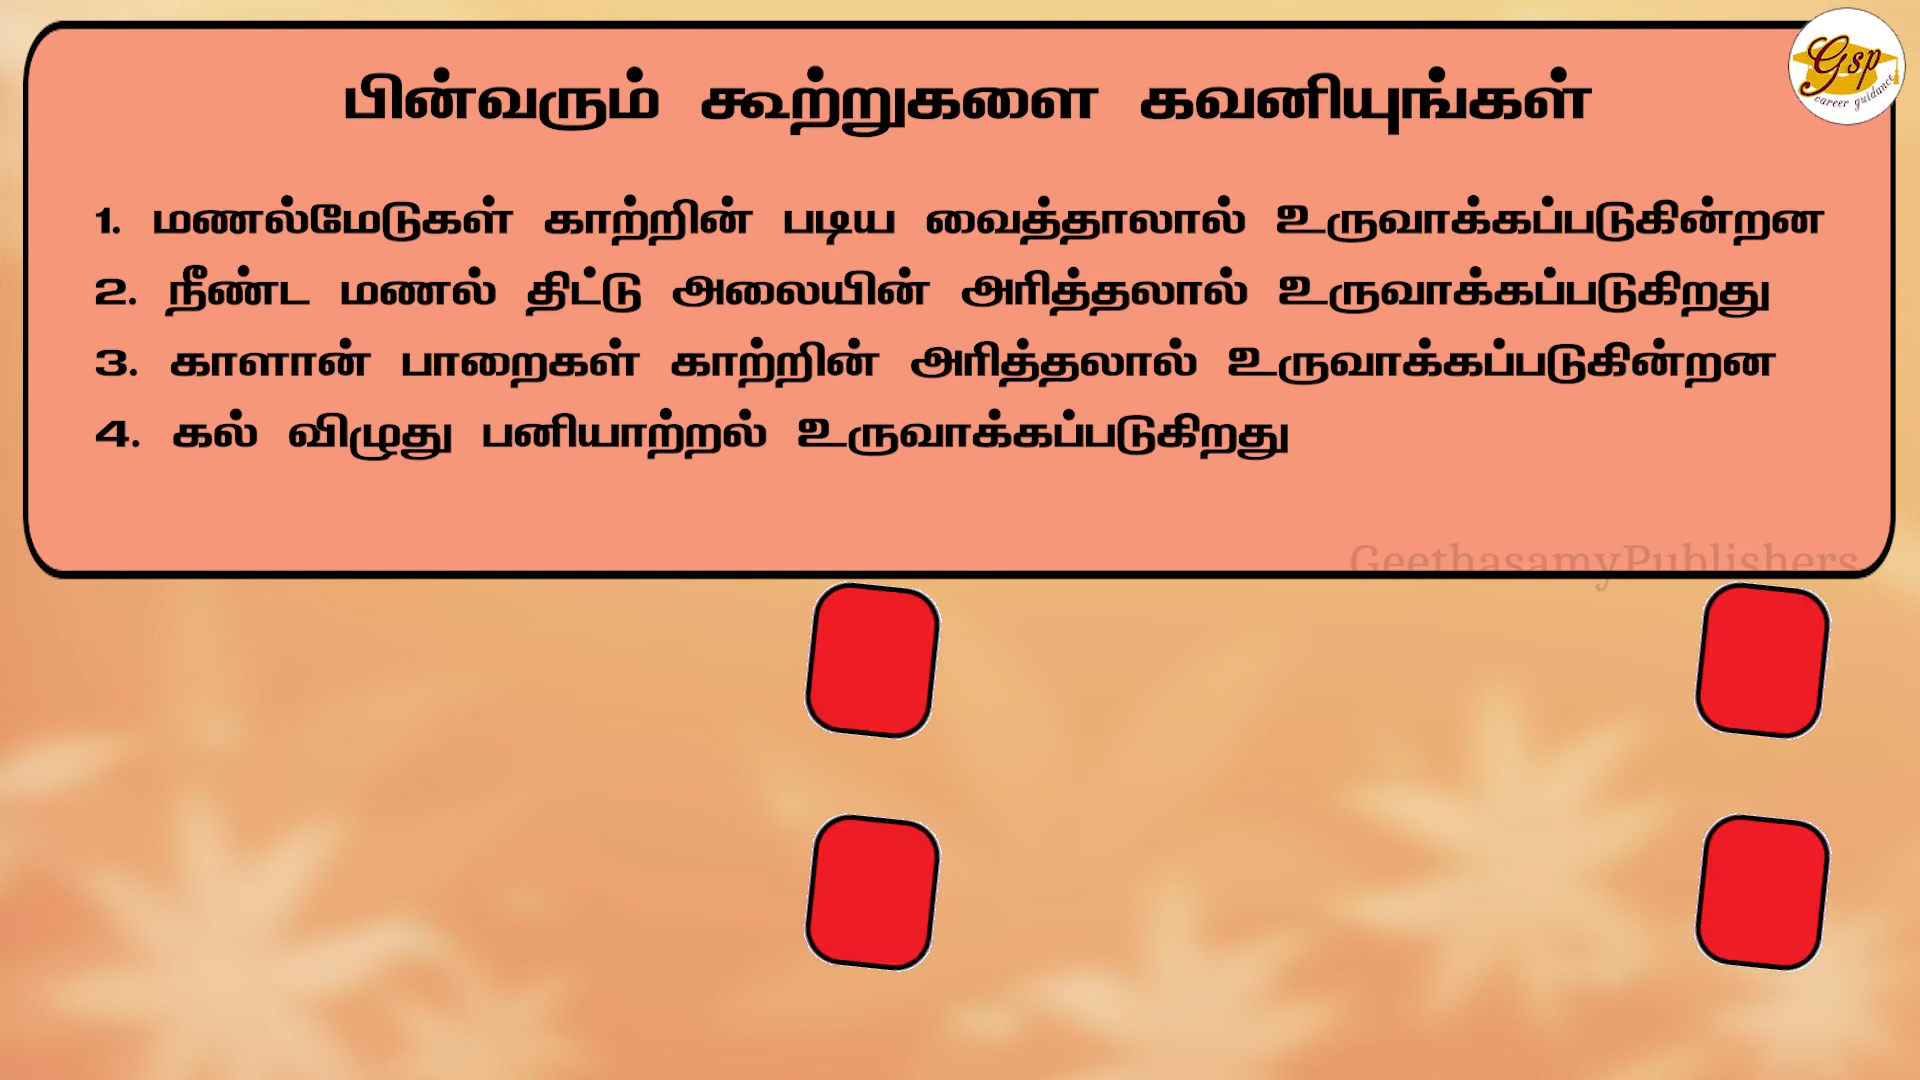 Gsp
career guidance
பின்வரும் கூற்றுகளை கவனியுங்கள்
1. மணல்மேடுகள் காற்றின் படிய வைத்தாலால் உருவாக்கப்படுகின்றன
2. நீண்ட மணல் திட்டு அலையின் அரித்தலால் உருவாக்கப்படுகிறது
3. காளான் பாறைகள் காற்றின் அரித்தலால் உருவாக்கப்படுகின்றன
4. கல் விழுது பனியாற்றல் உருவாக்கப்படுகிறது
GeethasamyPublishers